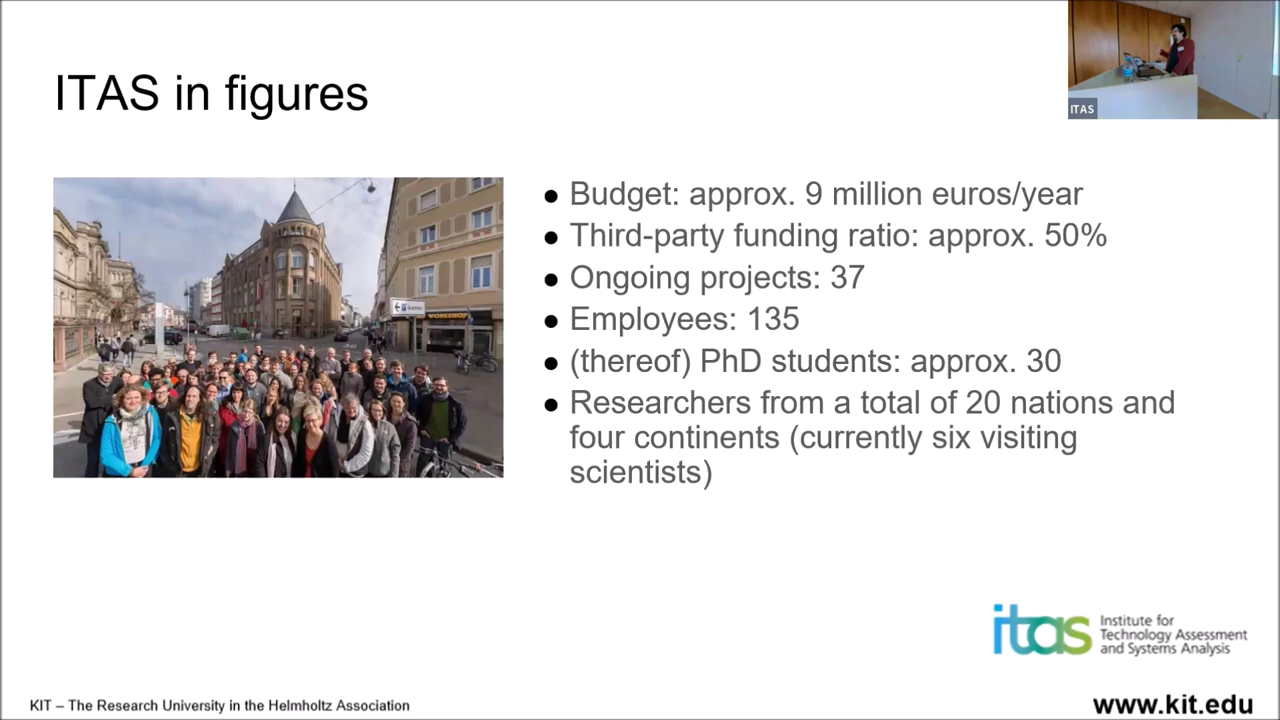 ITAS in figures
ITAS
WORKSHOP
● Budget: approx. 9 million euros/year
● Third-party funding ratio: approx. 50%
● Ongoing projects: 37
● Employees: 135
● (thereof) PhD students: approx. 30
● Researchers from a total of 20 nations and
four continents (currently six visiting
scientists)
itas
Institute for
Technology Assessment
and Systems Analysis
KIT – The Research University in the Helmholtz Association
www.kit.edu